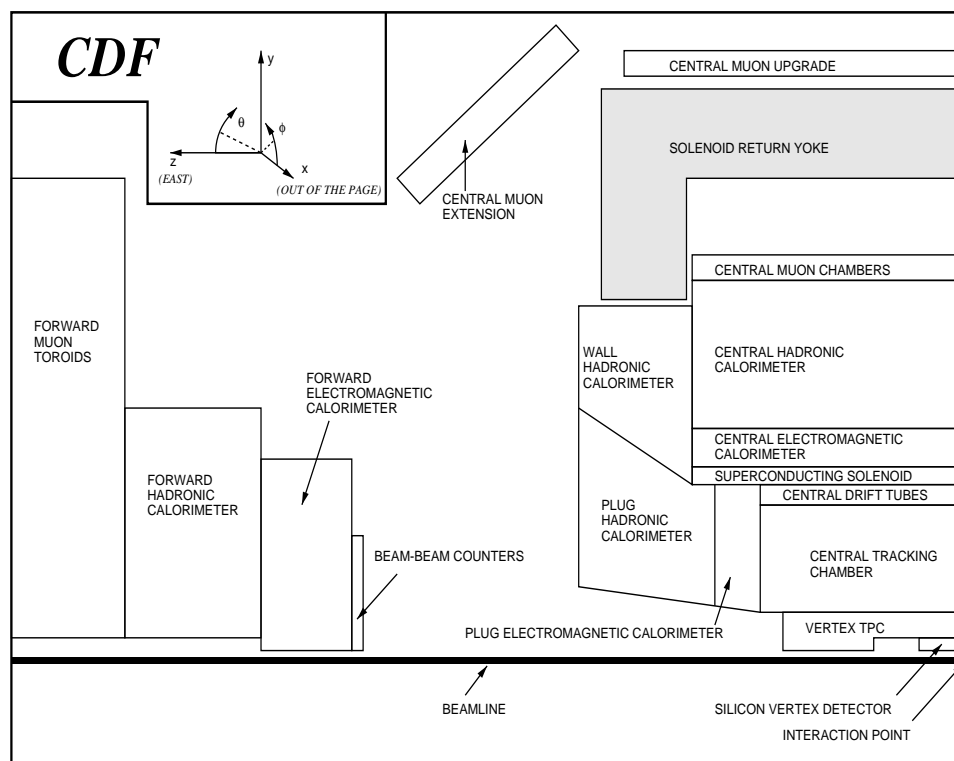 CDF
y
θ
ϕ
z
x
(EAST)
(OUT OF THE PAGE)
CENTRAL MUON
EXTENSION
CENTRAL MUON UPGRADE
SOLENOID RETURN YOKE
CENTRAL MUON CHAMBERS
FORWARD
MUON
TOROIDS
WALL
HADRONIC
CALORIMETER
CENTRAL HADRONIC
CALORIMETER
FORWARD
ELECTROMAGNETIC
CALORIMETER
CENTRAL ELECTROMAGNETIC
CALORIMETER
SUPERCONDUCTING SOLENOID
CENTRAL DRIFT TUBES
FORWARD
HADRONIC
CALORIMETER
PLUG
HADRONIC
CALORIMETER
BEAM-BEAM COUNTERS
CENTRAL TRACKING
CHAMBER
PLUG ELECTROMAGNETIC CALORIMETER
VERTEX TPC
BEAMLINE
SILICON VERTEX DETECTOR
INTERACTION POINT